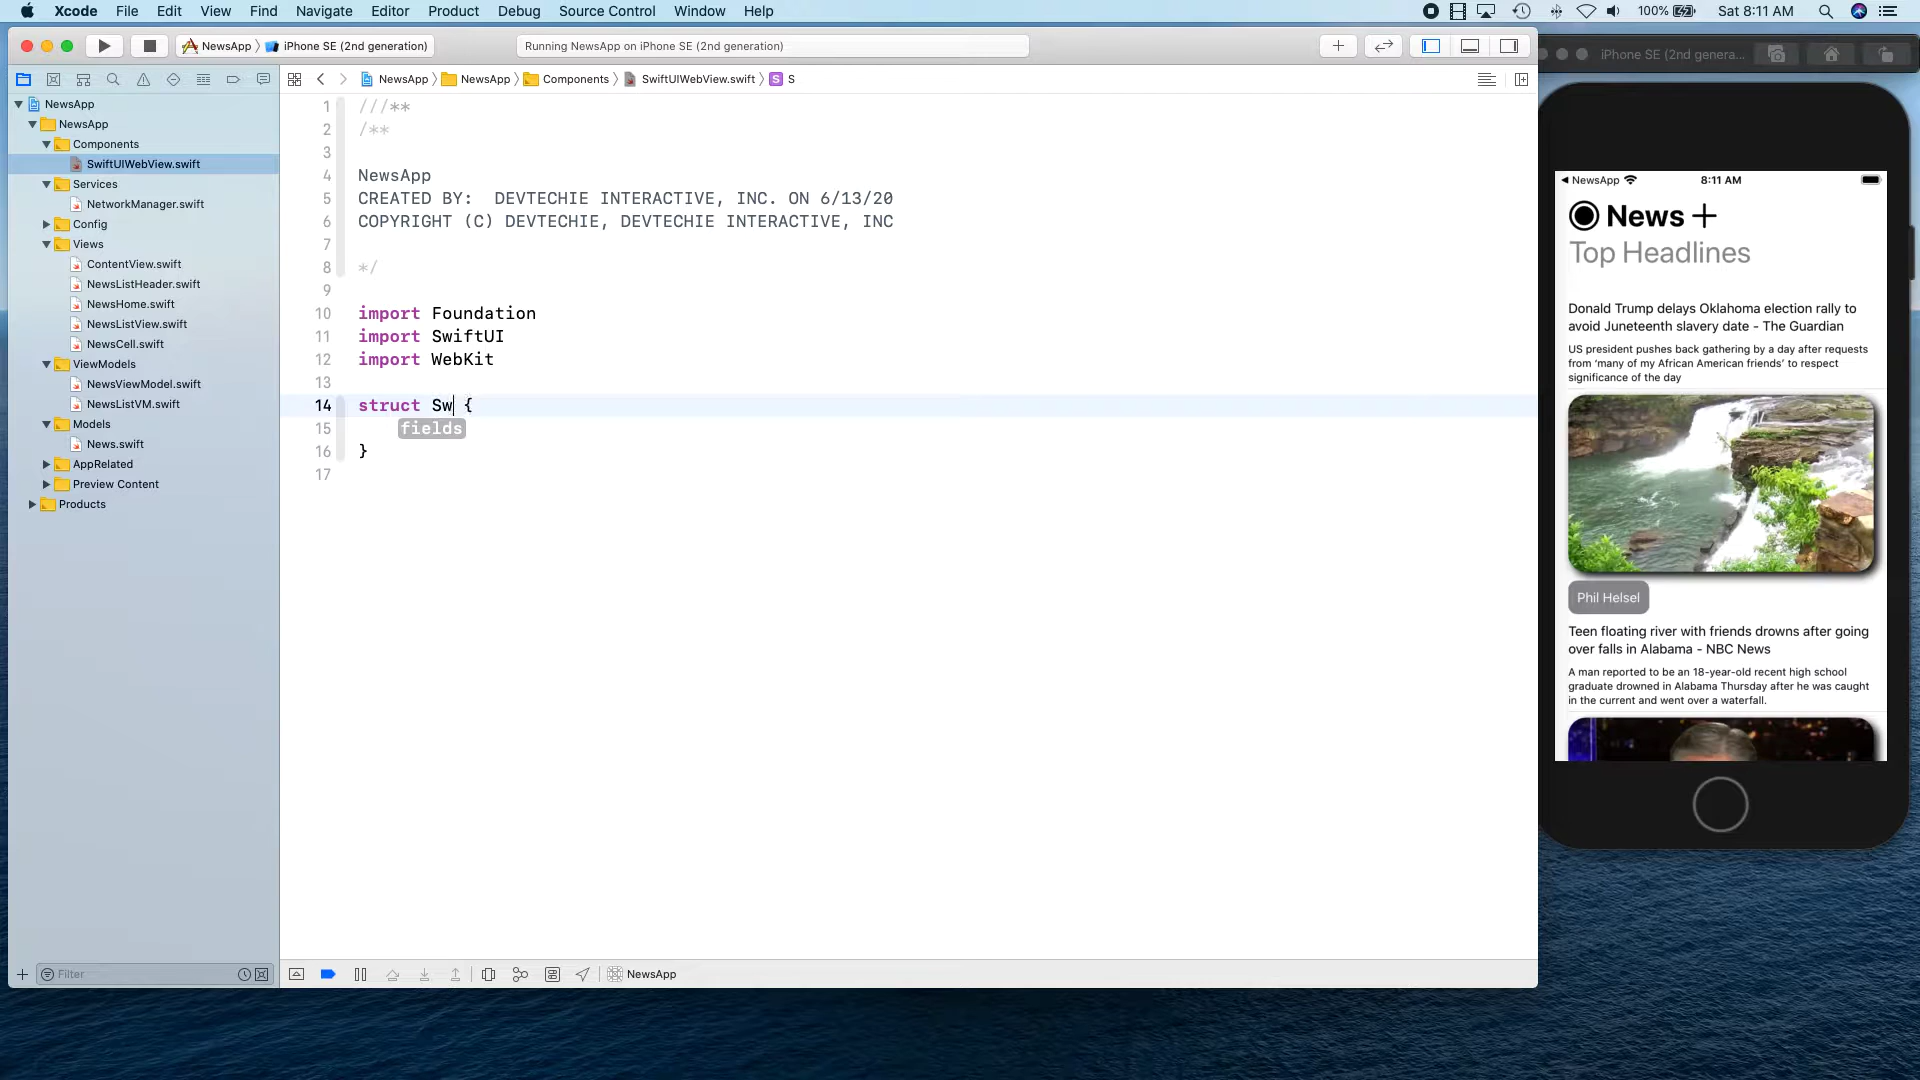 Xcode File Edit View Find Navigate Editor Product Debug Source Control Window Help
100% Sat 8:11 AM
NewsApp iPhone SE (2nd generation)
Running NewsApp on iPhone SE (2nd generation)
iPhone SE (2nd genera...
NewsApp NewsApp Components SwiftUIWebView.swift S S
NewsApp
NewsApp
Components
SwiftUIWebView.swift
Services
NetworkManager.swift
Config
Views
ContentView.swift
NewsListHeader.swift
NewsHome.swift
NewsListView.swift
NewsCell.swift
ViewModels
NewsViewModel.swift
NewsListVM.swift
Models
News.swift
AppRelated
Preview Content
Products
Filter
1 ///**
2 /**
3
4 NewsApp
5 CREATED BY: DEVTECHIE INTERACTIVE, INC. ON 6/13/20
6 COPYRIGHT (C) DEVTECHIE, DEVTECHIE INTERACTIVE, INC
7
8 */
9
10 import Foundation
11 import SwiftUI
12 import WebKit
13
14 struct Sw {
15 fields
16 }
17
NewsApp
NewsApp 8:11 AM
News +
Top Headlines
Donald Trump delays Oklahoma election rally to
avoid Juneteenth slavery date - The Guardian
US president pushes back gathering by a day after requests
from ‘many of my African American friends’ to respect
significance of the day
Phil Helsel
Teen floating river with friends drowns after going
over falls in Alabama - NBC News
A man reported to be an 18-year-old recent high school
graduate drowned in Alabama Thursday after he was caught
in the current and went over a waterfall.